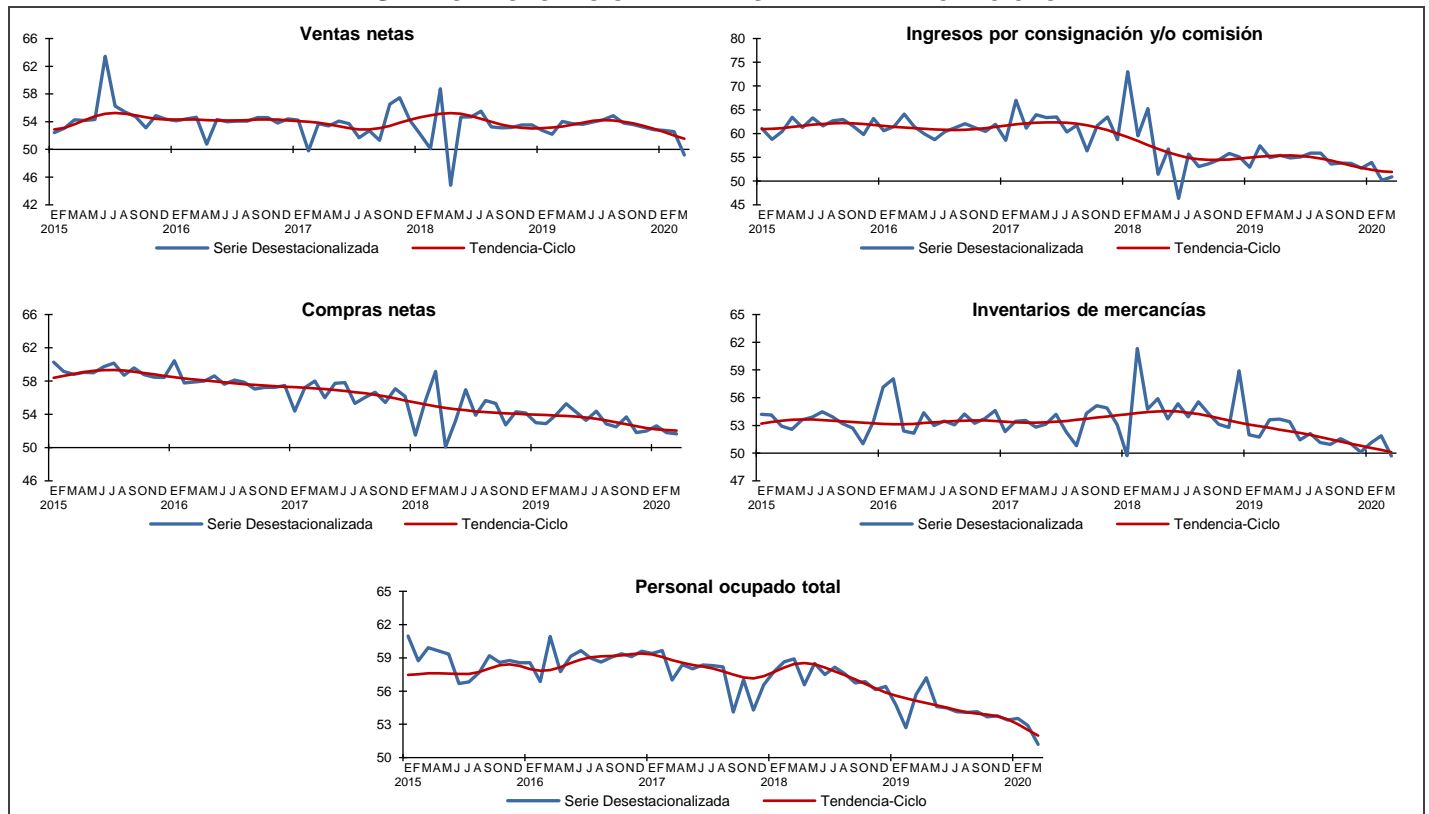 Ventas netas
66
62
58
54
50
46
42
EFMAMJ J ASOND EFMAMJ J ASOND EFMAMJ J ASOND EFMAMJ J ASOND EFMAMJ J ASOND EFM
2015 2016 2017 2018 2019 2020
Serie Desestacionalizada Tendencia-Ciclo
Ingresos por consignación y/o comisión
80
75
70
65
60
55
50
45
EFMAMJ J ASOND EFMAMJ J ASOND EFMAMJ J ASOND EFMAMJ J ASOND EFMAMJ J ASOND EFM
2015 2016 2017 2018 2019 2020
Serie Desestacionalizada Tendencia-Ciclo
Compras netas
66
62
58
54
50
46
EFMAMJ J ASOND EFMAMJ J ASOND EFMAMJ J ASOND EFMAMJ J ASOND EFMAMJ J ASOND EFM
2015 2016 2017 2018 2019 2020
Serie Desestacionalizada Tendencia-Ciclo
Inventarios de mercancías
65
62
59
56
53
50
47
EFMAMJ J ASOND EFMAMJ J ASOND EFMAMJ J ASOND EFMAMJ J ASOND EFMAMJ J ASOND EFM
2015 2016 2017 2018 2019 2020
Serie Desestacionalizada Tendencia-Ciclo
Personal ocupado total
65
62
59
56
53
50
EFMAMJ J ASOND EFMAMJ J ASOND EFMAMJ J ASOND EFMAMJ J ASOND EFMAMJ J ASOND EFM
2015 2016 2017 2018 2019 2020
Serie Desestacionalizada Tendencia-Ciclo